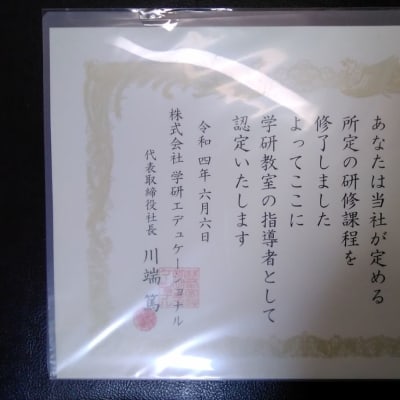 あなたは当社が定める
所定の研修課程を
修了しました
よってここに
学研教室の指導者として
認定いたします
令和四年六月六日
株式会社 学研エデュケーショナル
代表取締役社長 川端 篤